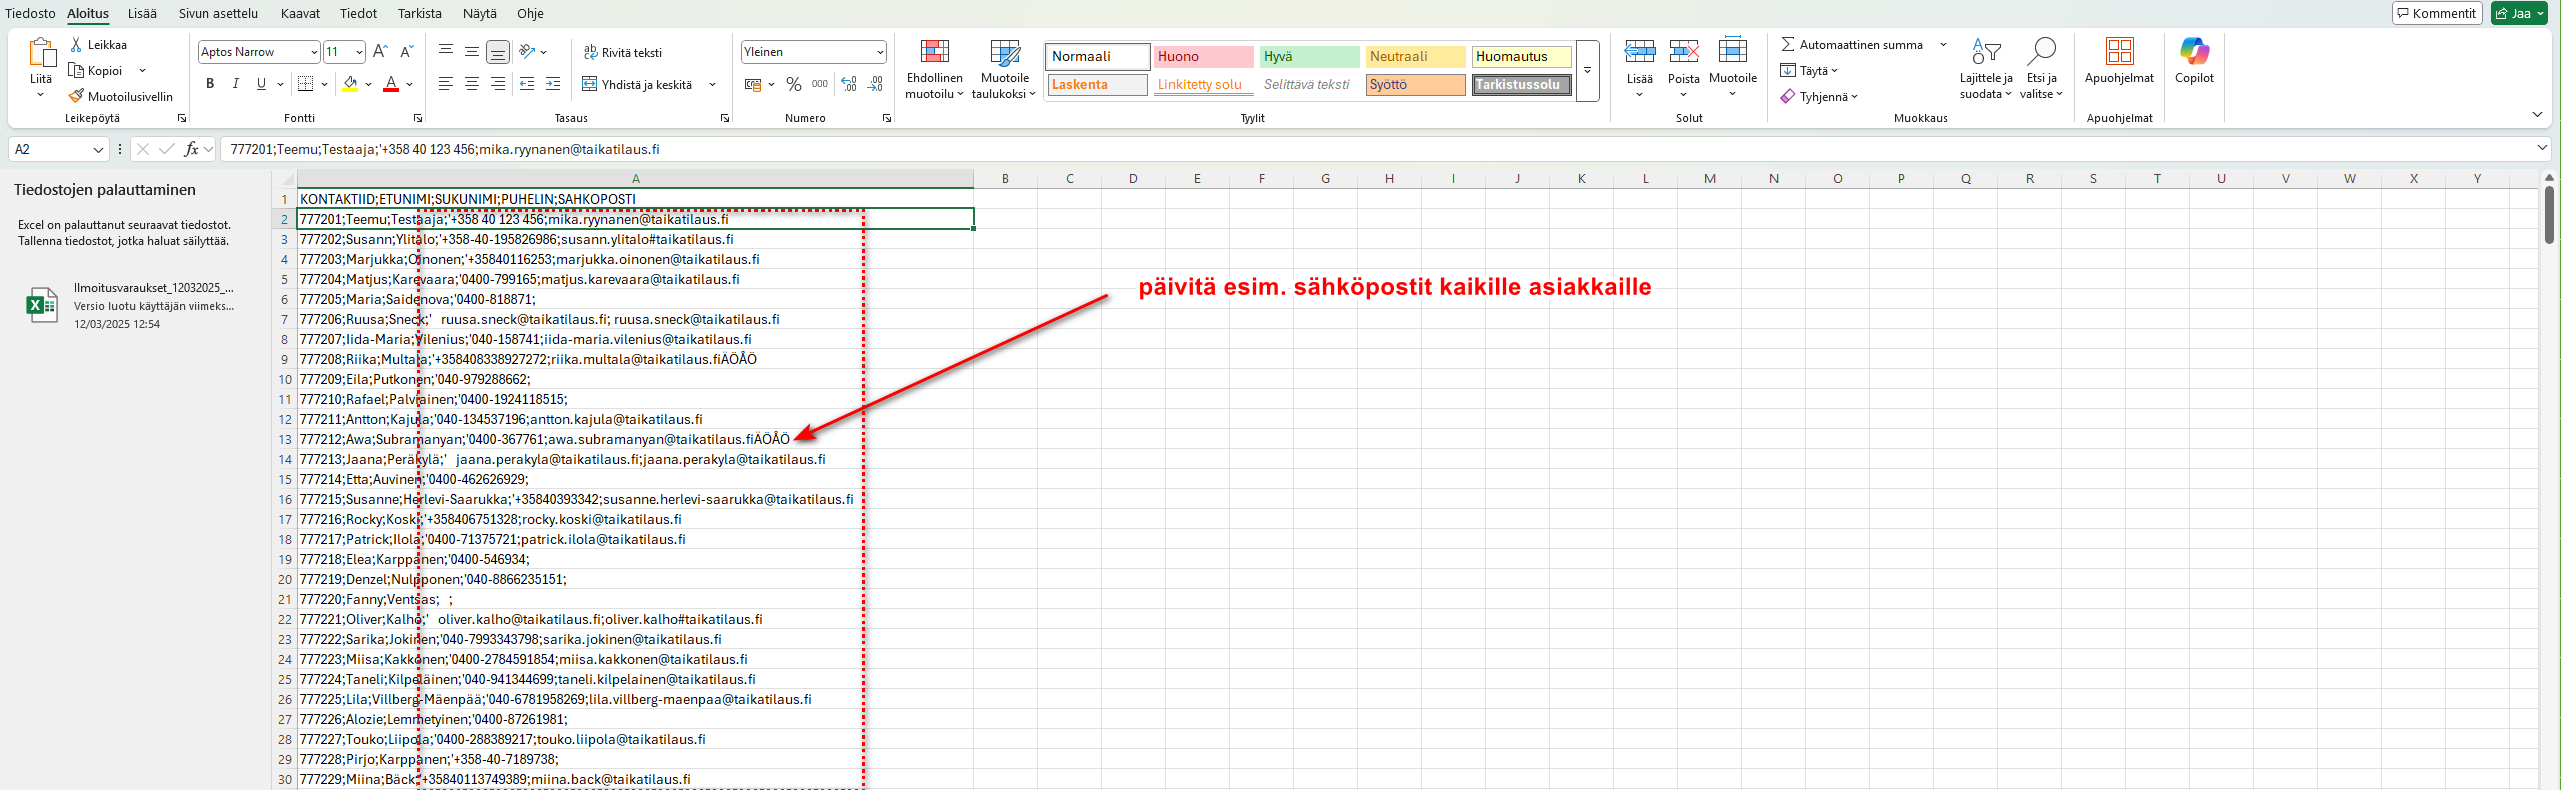 Tiedosto Aloitus Lisää Sivun asettelu Kaavat Tiedot Tarkista Näytä Ohje Kommentit Jaa
Liitä
Leikkaa
Kopioi
Muotoilusivellin
Leikepöytä
Aptos Narrow 11
B I U
Fontti
Rivitä teksti
Yhdistä ja keskitä
Tasaus
Yleinen
% 000
Numero
Ehdollinen muotoilu
Muotoile taulukoksi
Normaali Huono Hyvä Neutraali Huomautus
Laskenta Linkitetty solu Selittävä teksti Syöttö Tarkistussolu
Tyylit
Lisää Poista Muotoile
Solut
Automaattinen summa
Täytä
Tyhjennä
Lajittele ja suodata
Etsi ja valitse
Muokkaus
Apuohjelmat
Apuohjelmat
Copilot
A2 fx 777201;Teemu;Testaaja;'+358 40 123 456;mika.ryynanen@taikatilaus.fi
Tiedostojen palauttaminen
Excel on palauttanut seuraavat tiedostot.
Tallenna tiedostot, jotka haluat säilyttää.
Ilmoitusvaraukset_12032025_...
Versio luotu käyttäjän viimeks...
12/03/2025 12:54
A B C D E F G H I J K L M N O P Q R S T U V W X Y
1 KONTAKTIID;ETUNIMI;SUKUNIMI;PUHELIN;SAHKOPOSTI
2 777201;Teemu;Testaaja;'+358 40 123 456;mika.ryynanen@taikatilaus.fi
3 777202;Susann;Ylitalo;'+358-40-195826986;susann.ylitalo#taikatilaus.fi
4 777203;Marjukka;Oinonen;'+35840116253;marjukka.oinonen@taikatilaus.fi
5 777204;Matjus;Karevaara;'0400-799165;matjus.karevaara@taikatilaus.fi
6 777205;Maria;Saidenova;'0400-818871;
7 777206;Ruusa;Sneck;' ruusa.sneck@taikatilaus.fi; ruusa.sneck@taikatilaus.fi
8 777207;Iida-Maria;Vilenius;'040-158741;iida-maria.vilenius@taikatilaus.fi
9 777208;Riika;Multala;'+358408338927272;riika.multala@taikatilaus.fiÄÖÅÖ
10 777209;Eila;Putkonen;'040-979288662;
11 777210;Rafael;Palviainen;'0400-1924118515;
12 777211;Antton;Kajula;'040-134537196;antton.kajula@taikatilaus.fi
13 777212;Awa;Subramanyan;'0400-367761;awa.subramanyan@taikatilaus.fiÄÖÅÖ
14 777213;Jaana;Peräkylä;' jaana.perakyla@taikatilaus.fi;jaana.perakyla@taikatilaus.fi
15 777214;Etta;Auvinen;'0400-462626929;
16 777215;Susanne;Herlevi-Saarukka;'+35840393342;susanne.herlevi-saarukka@taikatilaus.fi
17 777216;Rocky;Koski;'+358406751328;rocky.koski@taikatilaus.fi
18 777217;Patrick;Ilola;'0400-71375721;patrick.ilola@taikatilaus.fi
19 777218;Elea;Karppanen;'0400-546934;
20 777219;Denzel;Nulpponen;'040-8866235151;
21 777220;Fanny;Ventsas; ;
22 777221;Oliver;Kalho;' oliver.kalho@taikatilaus.fi;oliver.kalho#taikatilaus.fi
23 777222;Sarika;Jokinen;'040-7993343798;sarika.jokinen@taikatilaus.fi
24 777223;Miisa;Kakkonen;'0400-2784591854;miisa.kakkonen@taikatilaus.fi
25 777224;Taneli;Kilpeläinen;'040-941344699;taneli.kilpelainen@taikatilaus.fi
26 777225;Lila;Villberg-Mäenpää;'040-6781958269;lila.villberg-maenpaa@taikatilaus.fi
27 777226;Alozie;Lemmetyinen;'0400-87261981;
28 777227;Touko;Liipola;'0400-288389217;touko.liipola@taikatilaus.fi
29 777228;Pirjo;Karppanen;'+358-40-7189738;
30 777229;Miina;Bäck;'+35840113749389;miina.back@taikatilaus.fi
päivitä esim. sähköpostit kaikille asiakkaille